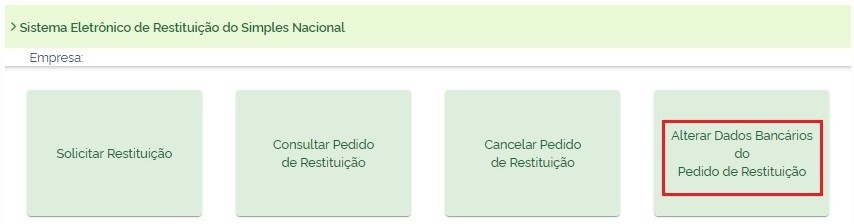 > Sistema Eletrônico de Restituição do Simples Nacional
Empresa:
Solicitar Restituição
Consultar Pedido
de Restituição
Cancelar Pedido
de Restituição
Alterar Dados Bancários
do
Pedido de Restituição